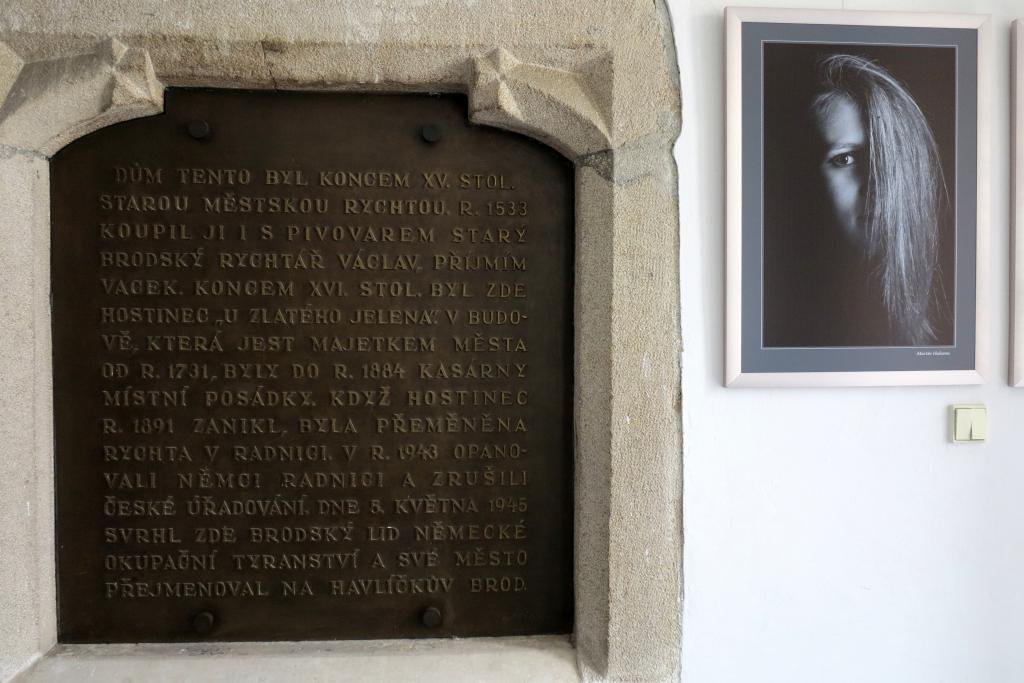 DŮM TENTO BYL KONCEM XV. STOL.
STAROU MĚSTSKOU RYCHTOU. R. 1533
KOUPIL JI I S PIVOVAREM STARÝ
BRODSKÝ RYCHTÁŘ VÁCLAV, PŘÍJMÍM
VACEK. KONCEM XVI. STOL. BYL ZDE
HOSTINEC „U ZLATÉHO JELENA“. V BUDO-
VĚ, KTERÁ JEST MAJETKEM MĚSTA
OD R. 1731, BYLY DO R. 1884 KASÁRNY
MÍSTNÍ POSÁDKY. KDYŽ HOSTINEC
R. 1891 ZANIKL, BYLA PŘEMĚNĚNA
RYCHTA V RADNICI. V R. 1943 OPANO-
VALI NĚMCI RADNICI A ZRUŠILI
ČESKÉ ÚŘADOVÁNÍ. DNE 8. KVĚTNA 1945
SVRHL ZDE BRODSKÝ LID NĚMECKÉ
OKUPAČNÍ TYRANSTVÍ A SVÉ MĚSTO
PŘEJMENOVAL NA HAVLÍČKŮV BROD.